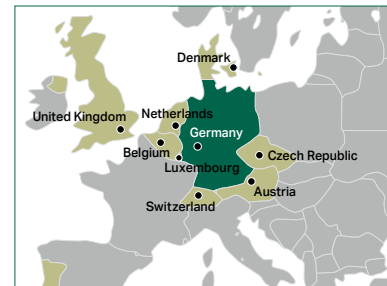 Denmark
United Kingdom
Netherlands
Germany
Belgium
Czech Republic
Luxembourg
Austria
Switzerland